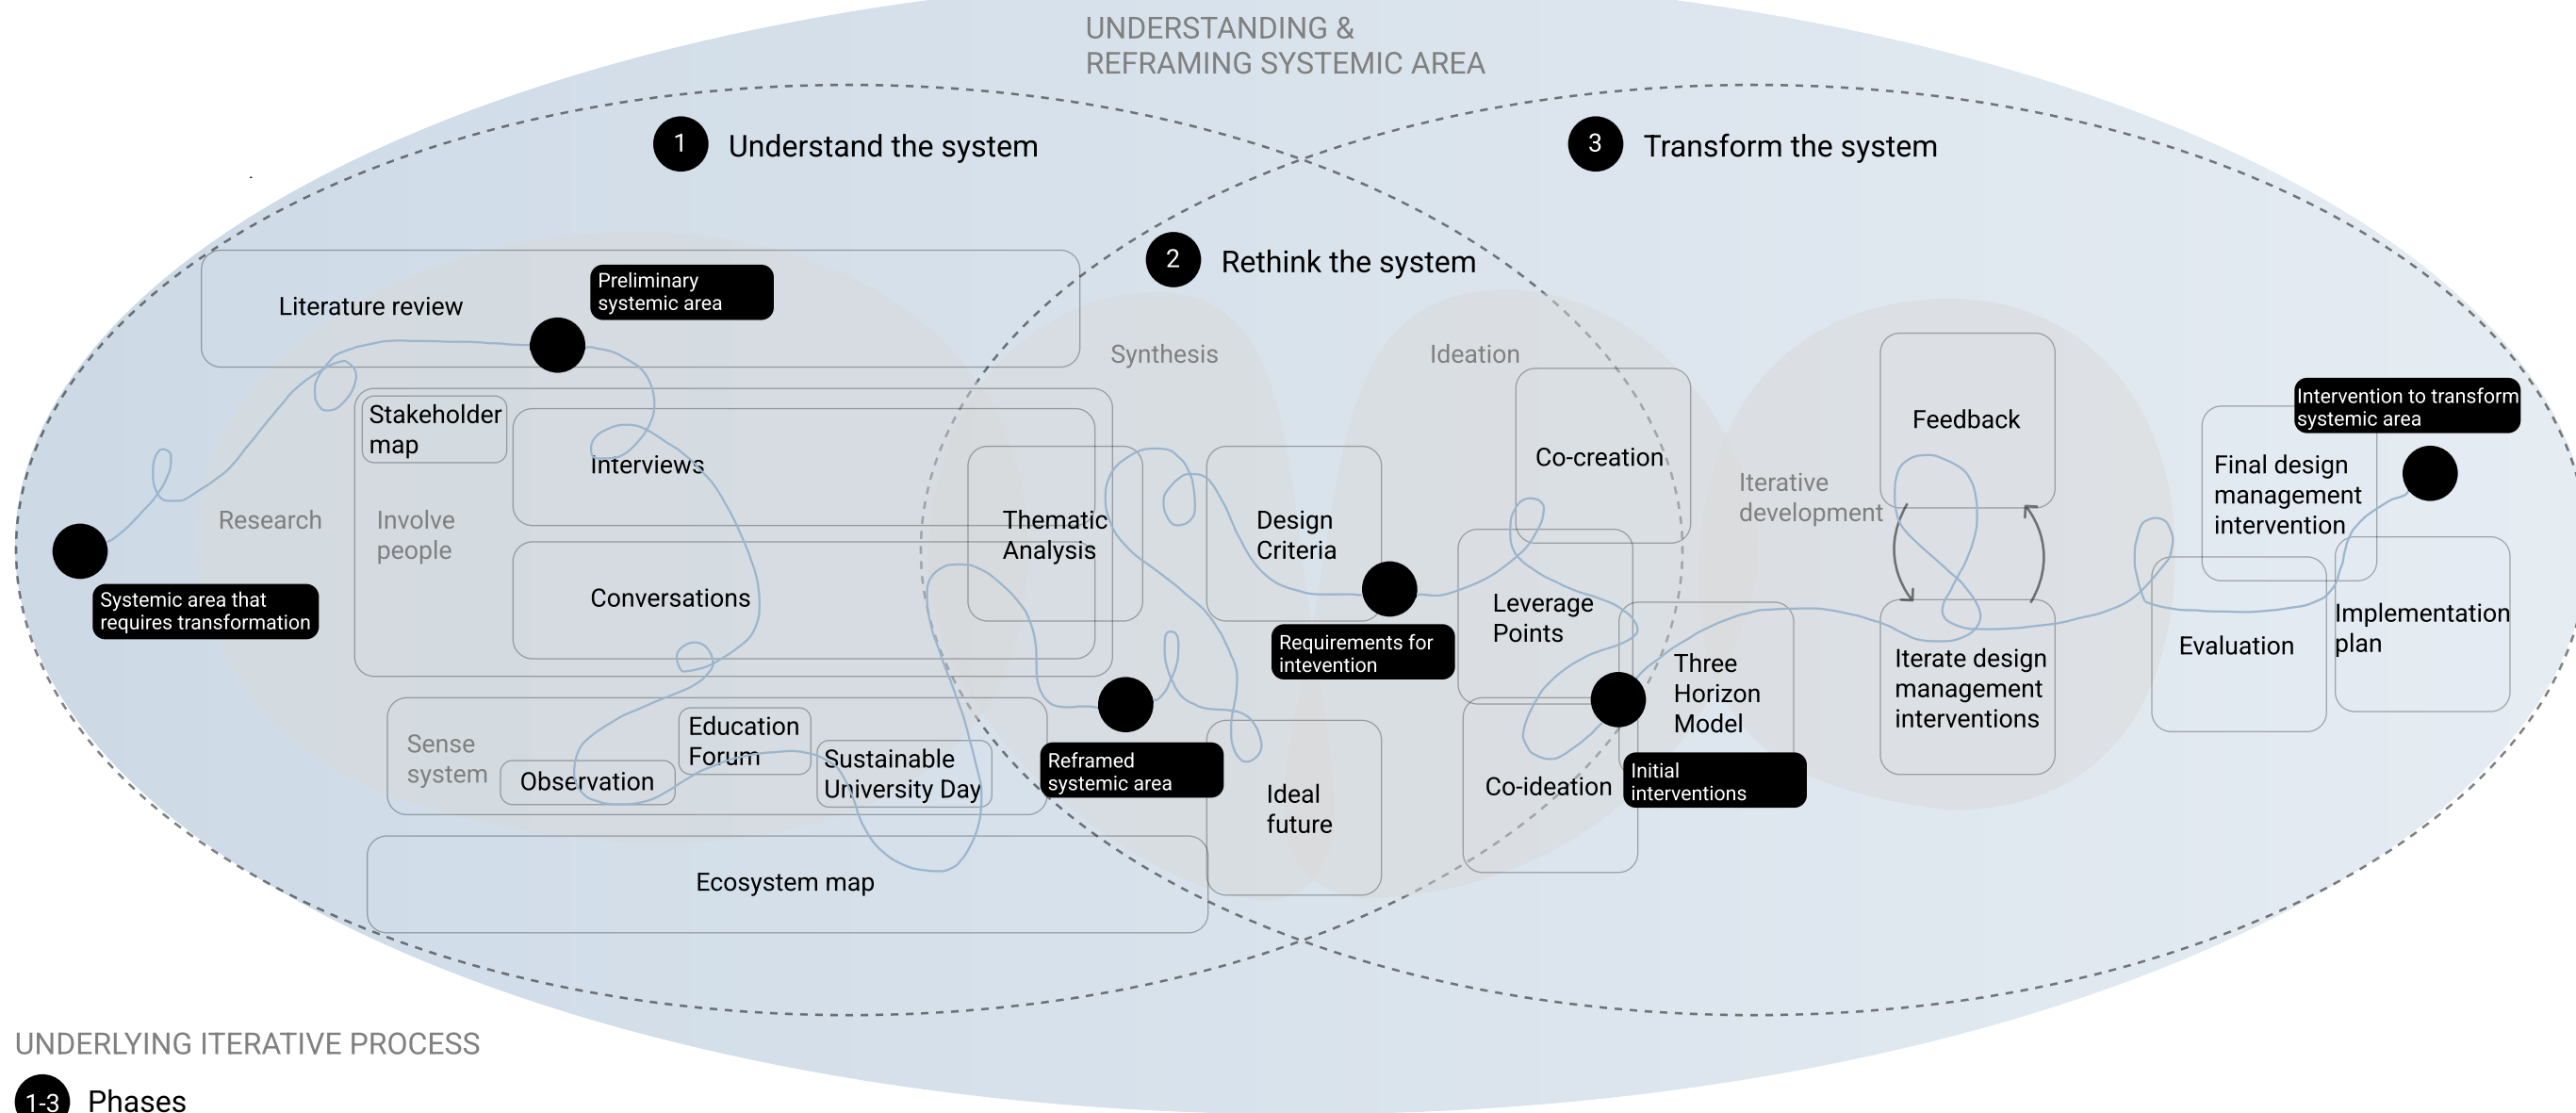 UNDERSTANDING &
REFRAMING SYSTEMIC AREA
1
Understand the system
3
Transform the system
2
Rethink the system
Literature review
Preliminary
systemic area
Synthesis
Ideation
Stakeholder
map
Interviews
Research
Involve
people
Conversations
Systemic area that
requires transformation
Thematic
Analysis
Design
Criteria
Requirements for
intevention
Co-creation
Leverage
Points
Three
Horizon
Model
Co-ideation
Initial
interventions
Sense
system
Observation
Education
Forum
Sustainable
University Day
Reframed
systemic area
Ideal
future
Ecosystem map
Iterative
development
Feedback
Iterate design
management
interventions
Intervention to transform
systemic area
Final design
management
intervention
Evaluation
Implementation
plan
UNDERLYING ITERATIVE PROCESS
1-3
Phases